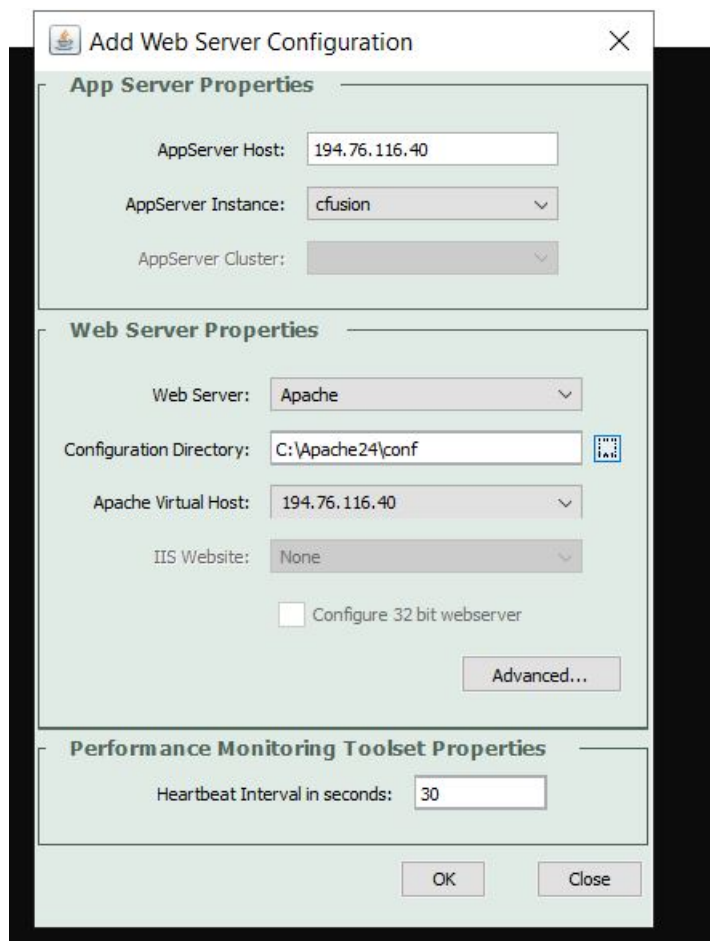 Add Web Server Configuration
App Server Properties
AppServer Host: 194.76.116.40
AppServer Instance: cfusion
AppServer Cluster:
Web Server Properties
Web Server: Apache
Configuration Directory: C:\Apache24\conf
Apache Virtual Host: 194.76.116.40
IIS Website: None
Configure 32 bit webserver
Advanced...
Performance Monitoring Toolset Properties
Heartbeat Interval in seconds: 30
OK Close